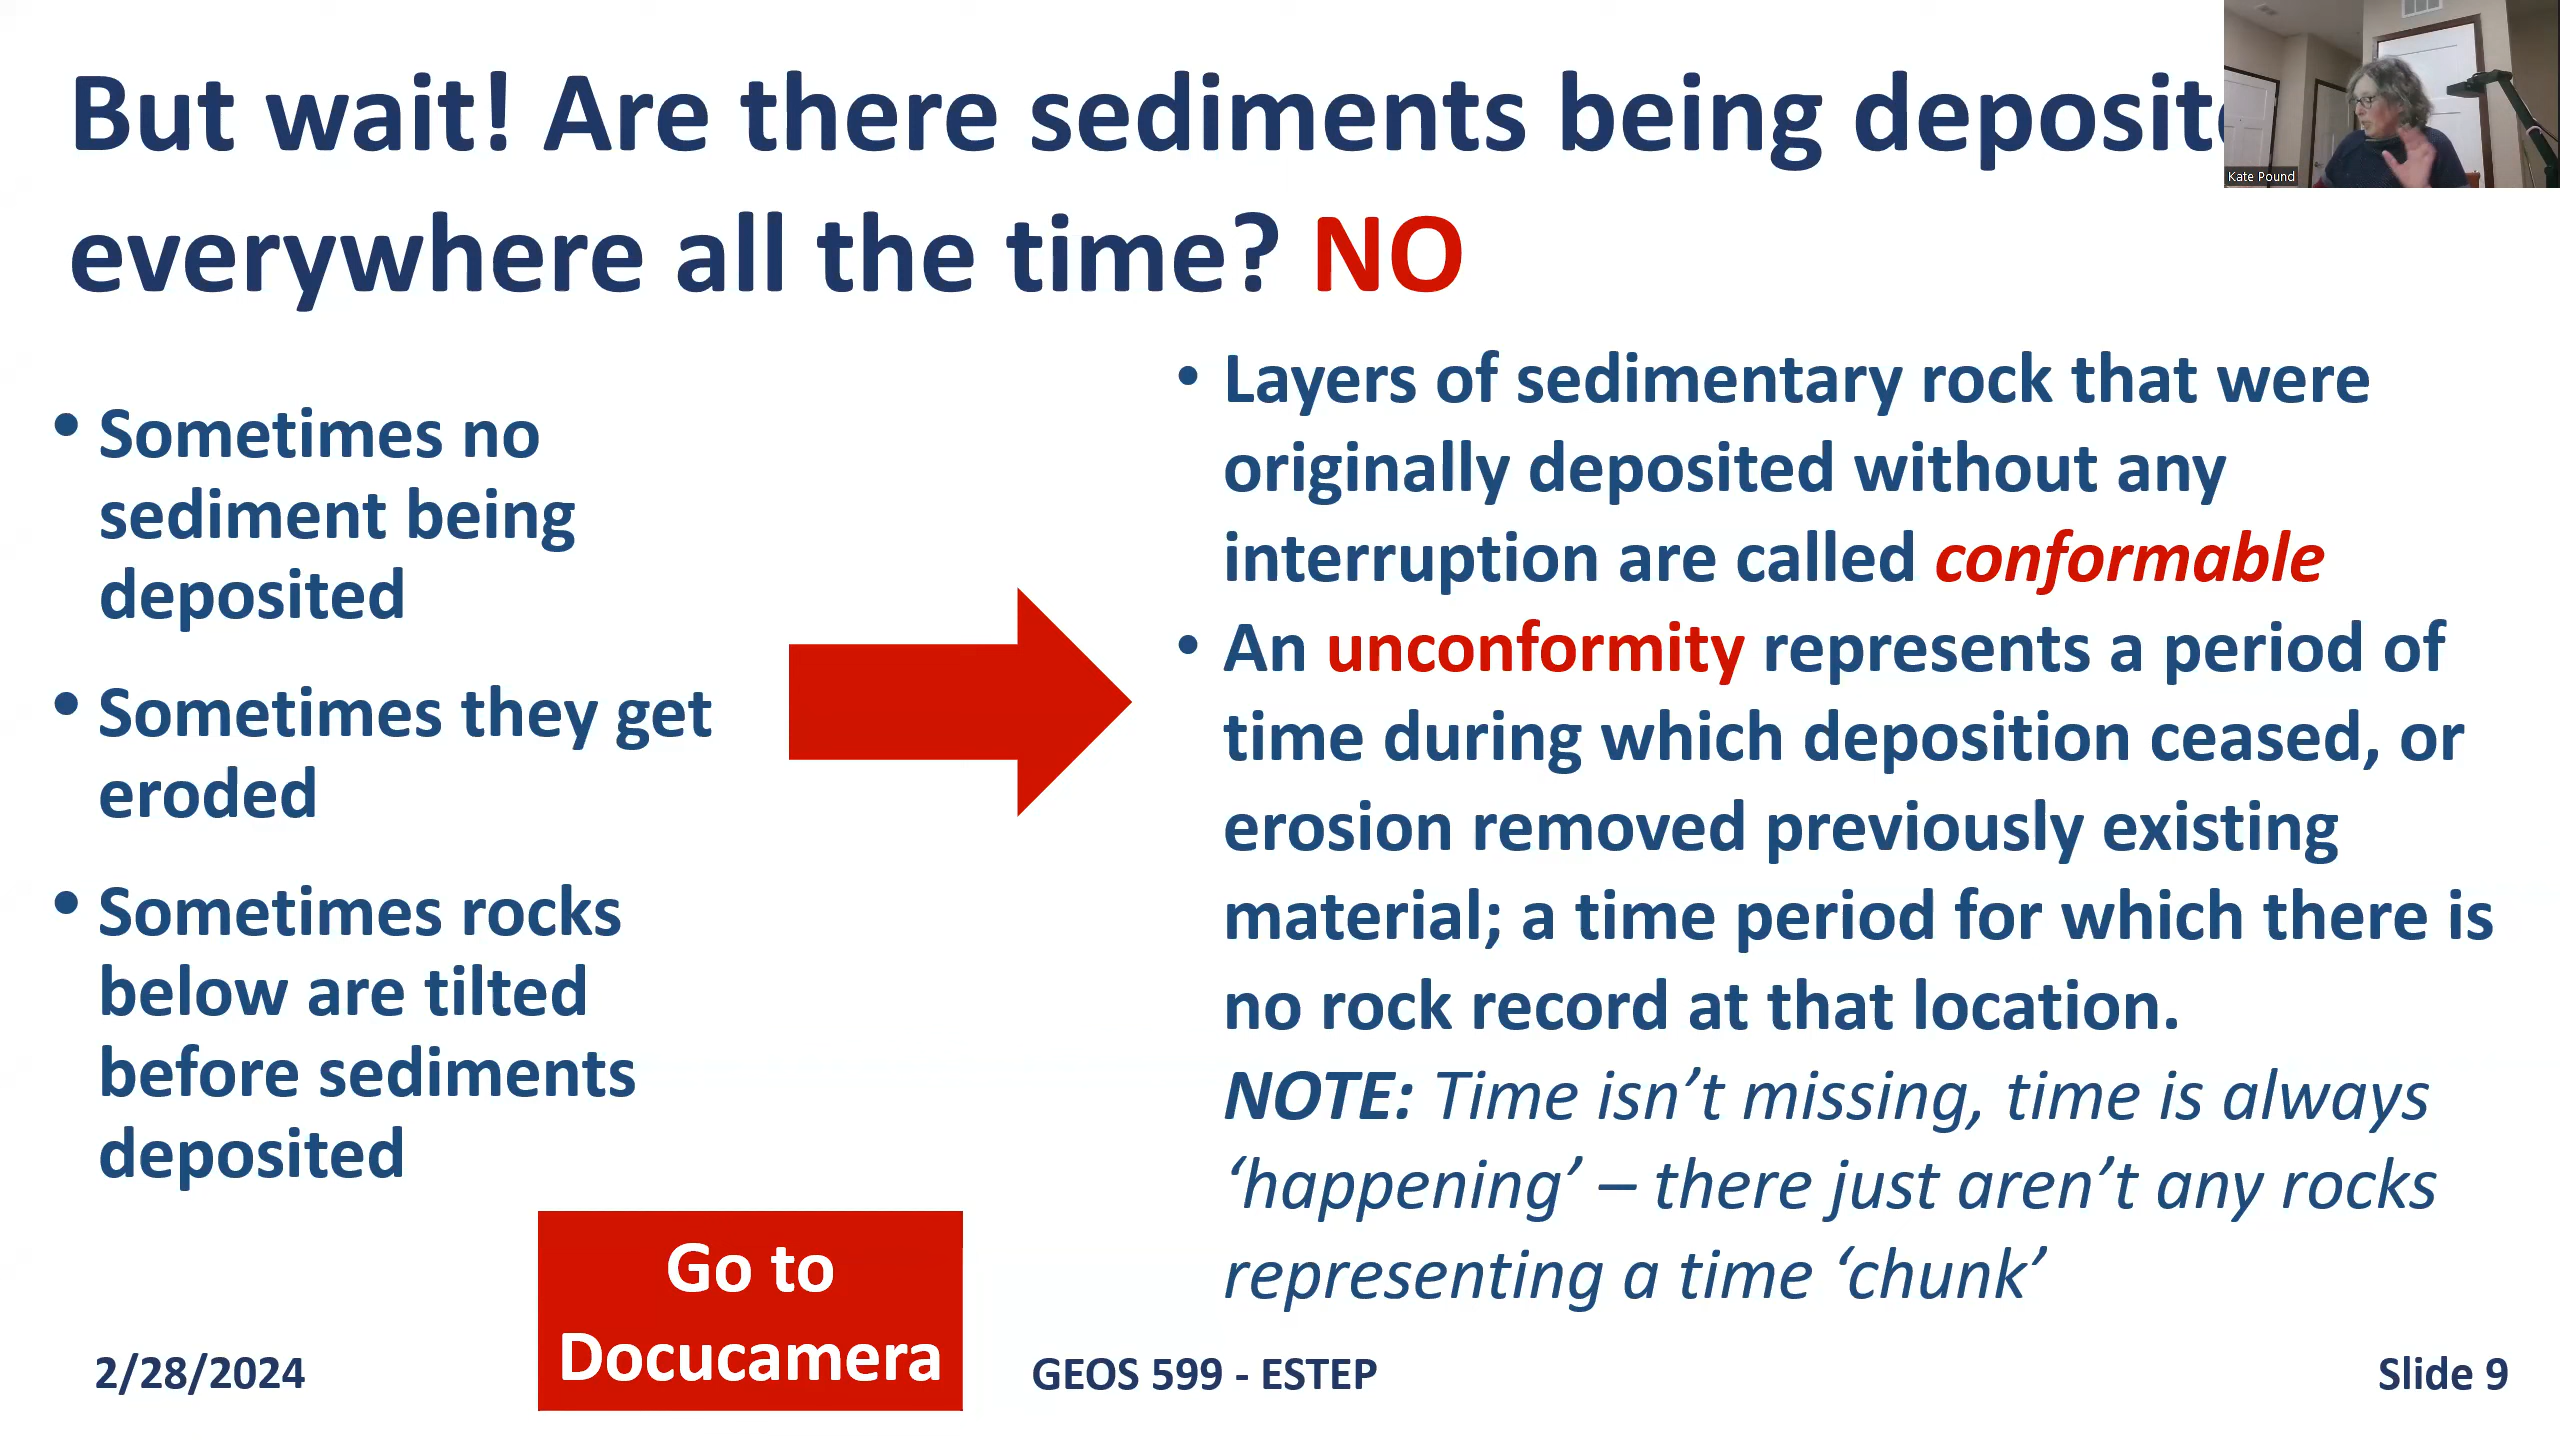 But wait! Are there sediments being
everywhere all the time? NO
Kate Pound
• Sometimes no
sediment being
deposited
• Sometimes they get
eroded
• Sometimes rocks
below are tilted
before sediments
deposited
• Layers of sedimentary rock that were
originally deposited without any
interruption are called conformable
• An unconformity represents a period of
time during which deposition ceased, or
erosion removed previously existing
material; a time period for which there is
no rock record at that location.
NOTE: Time isn’t missing, time is always
‘happening’ – there just aren’t any rocks
representing a time ‘chunk’
Go to
Docucamera
2/28/2024
GEOS 599 - ESTEP
Slide 9